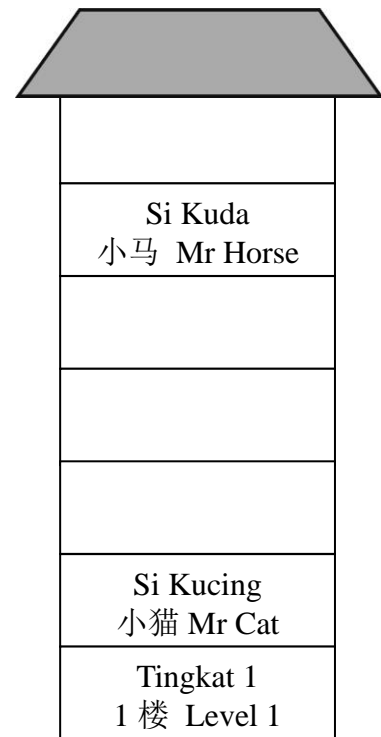 Si Kuda
小马 Mr Horse
Si Kucing
小猫 Mr Cat
Tingkat 1
1 楼 Level 1